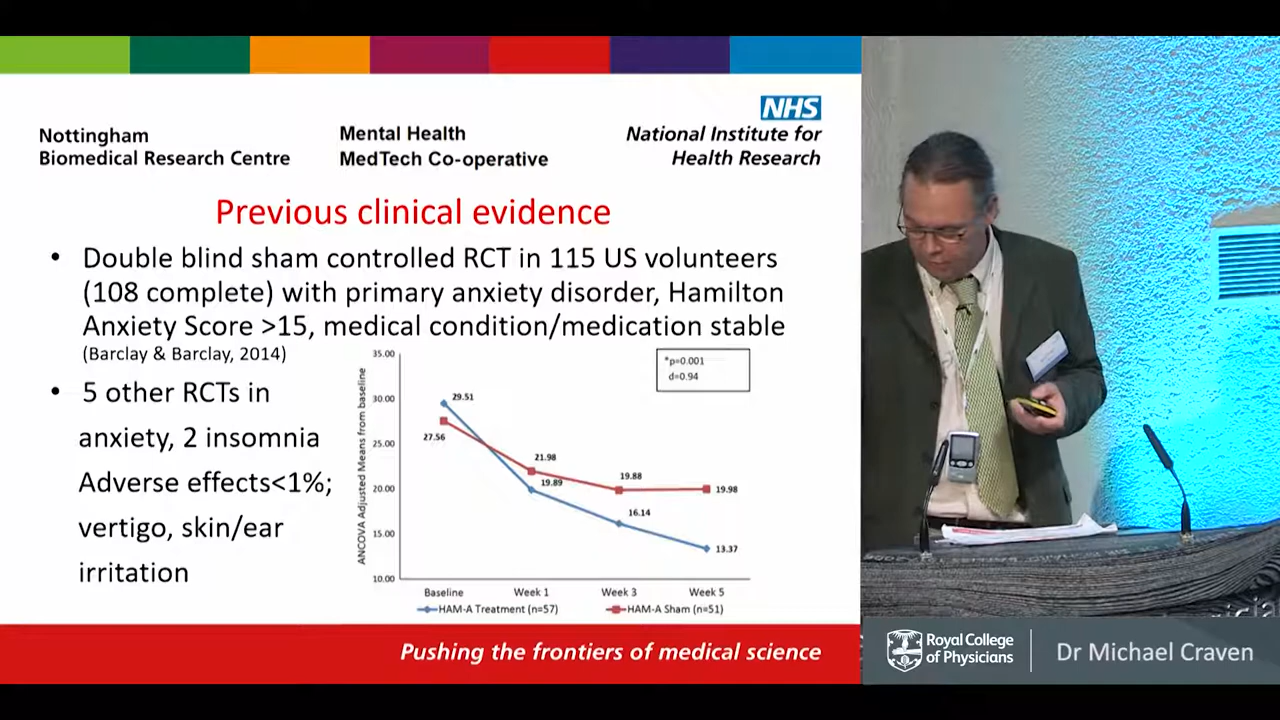 Nottingham
Biomedical Research Centre
Mental Health
MedTech Co-operative
NHS
National Institute for
Health Research
Previous clinical evidence
• Double blind sham controlled RCT in 115 US volunteers
(108 complete) with primary anxiety disorder, Hamilton
Anxiety Score >15, medical condition/medication stable
(Barclay & Barclay, 2014)
• 5 other RCTs in
anxiety, 2 insomnia
Adverse effects<1%;
vertigo, skin/ear
irritation
ANCOVA Adjusted Means from baseline
35.00
30.00
25.00
20.00
15.00
10.00
*p=0.001
d=0.94
29.51
27.56
21.98
19.89
19.88
16.14
19.98
13.37
Baseline
Week 1
Week 3
Week 5
HAM-A Treatment (n=57)
HAM-A Sham (n=51)
Pushing the frontiers of medical science
Royal College
of Physicians
Dr Michael Craven